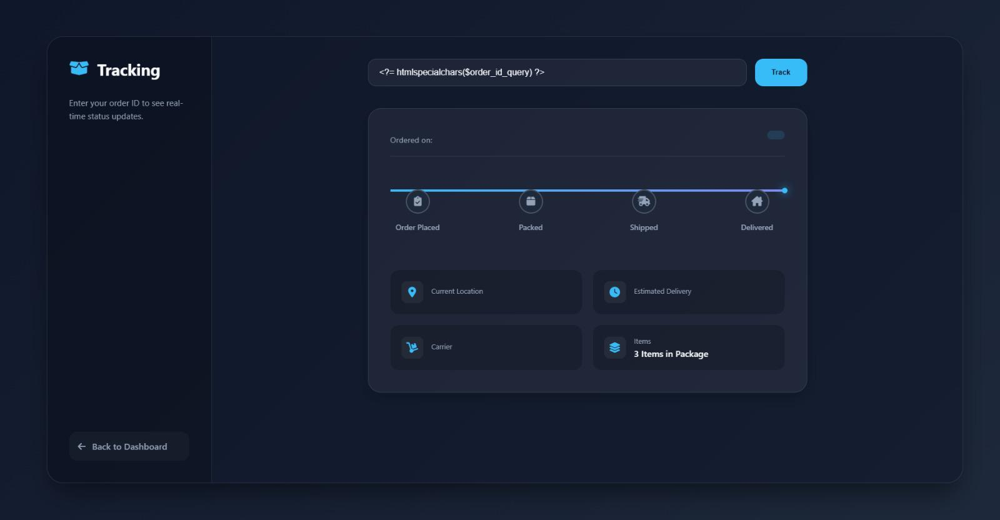 Tracking
Enter your order ID to see real-
time status updates.
<?= htmlspecialchars($order_id_query) ?>
Track
Ordered on:
Order Placed
Packed
Shipped
Delivered
Current Location
Estimated Delivery
Carrier
Items
3 Items in Package
Back to Dashboard